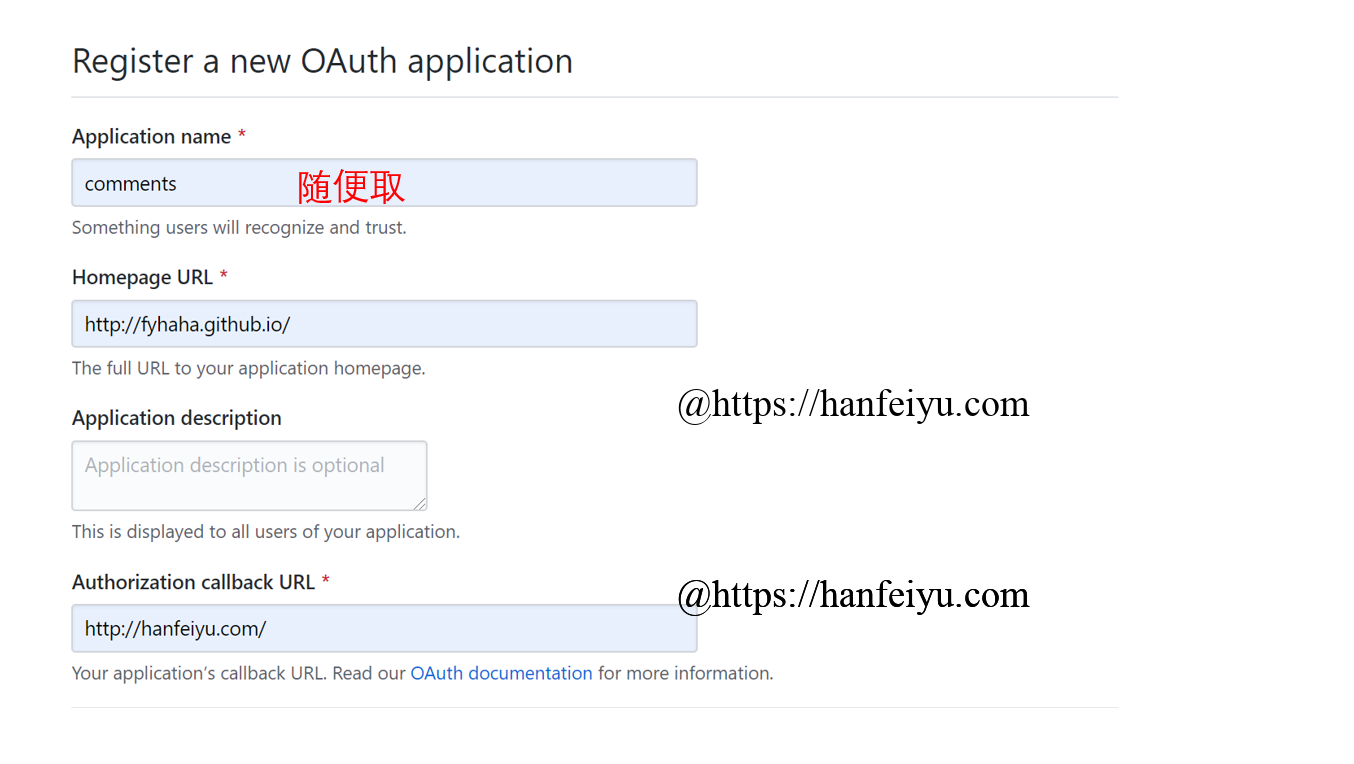 Register a new OAuth application
Application name *
comments 随便取
Something users will recognize and trust.
Homepage URL *
http://fyhaha.github.io/
The full URL to your application homepage.
@https://hanfeiyu.com
Application description
Application description is optional
This is displayed to all users of your application.
Authorization callback URL *
@https://hanfeiyu.com
http://hanfeiyu.com/
Your application’s callback URL. Read our OAuth documentation for more information.